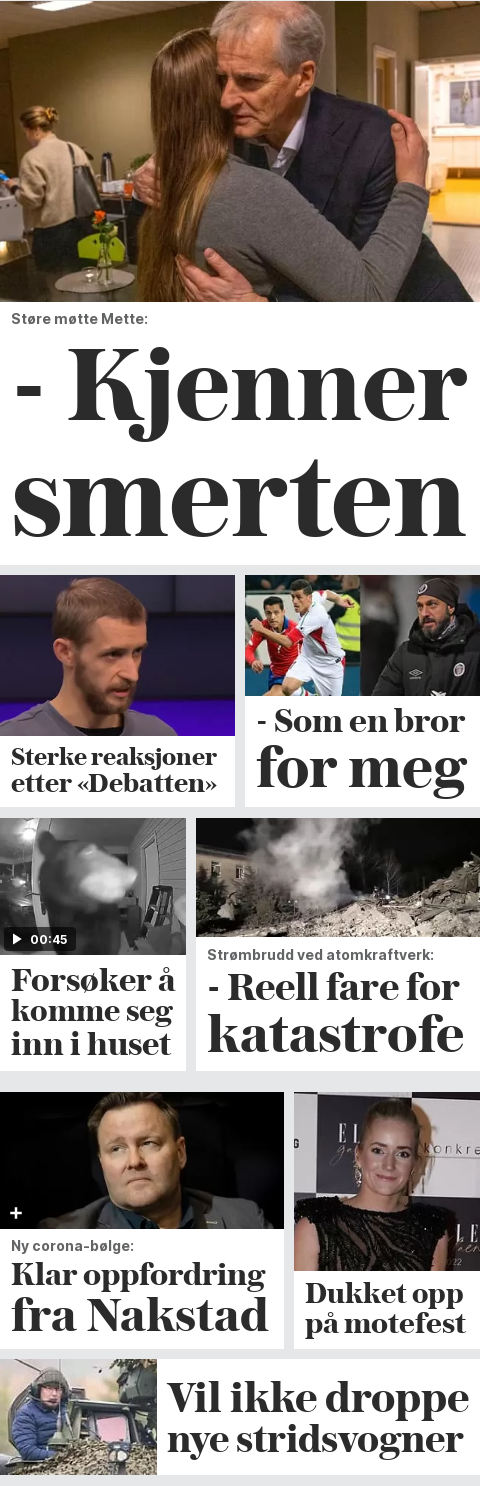 Støre møtte Mette:
- Kjenner
smerten
Sterke reaksjoner
etter «Debatten»
- Som en bror
for meg
00:45
Forsøker å
komme seg
inn i huset
Strømbrudd ved atomkraftverk:
- Reell fare for
katastrofe
Ny corona-bølge:
Klar oppfordring
fra Nakstad
Dukket opp
på motefest
Vil ikke droppe
nye stridsvogner